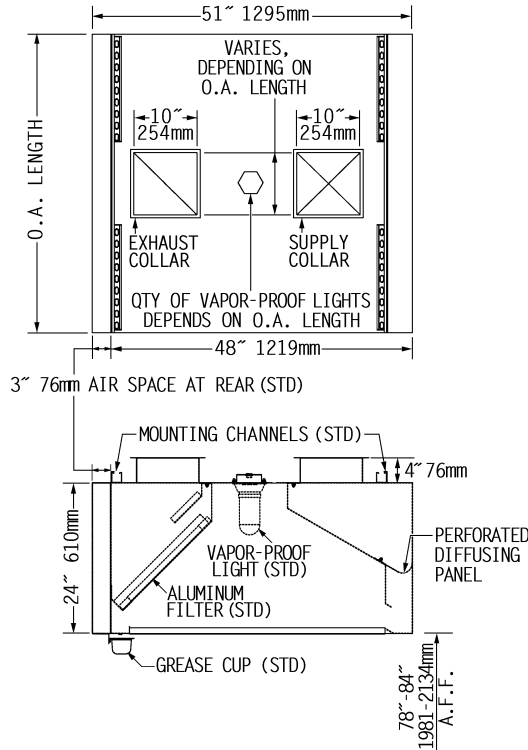 51″ 1295mm
VARIES,
DEPENDING ON
O.A. LENGTH
10″
254mm
10″
254mm
O.A. LENGTH
EXHAUST
COLLAR
SUPPLY
COLLAR
QTY OF VAPOR-PROOF LIGHTS
DEPENDS ON O.A. LENGTH
48″ 1219mm
3″ 76mm AIR SPACE AT REAR (STD)
MOUNTING CHANNELS (STD)
4″ 76mm
24″ 610mm
VAPOR-PROOF
LIGHT (STD)
PERFORATED
DIFFUSING
PANEL
ALUMINUM
FILTER (STD)
GREASE CUP (STD)
78″-84″
1981-2134mm
A.F.F.